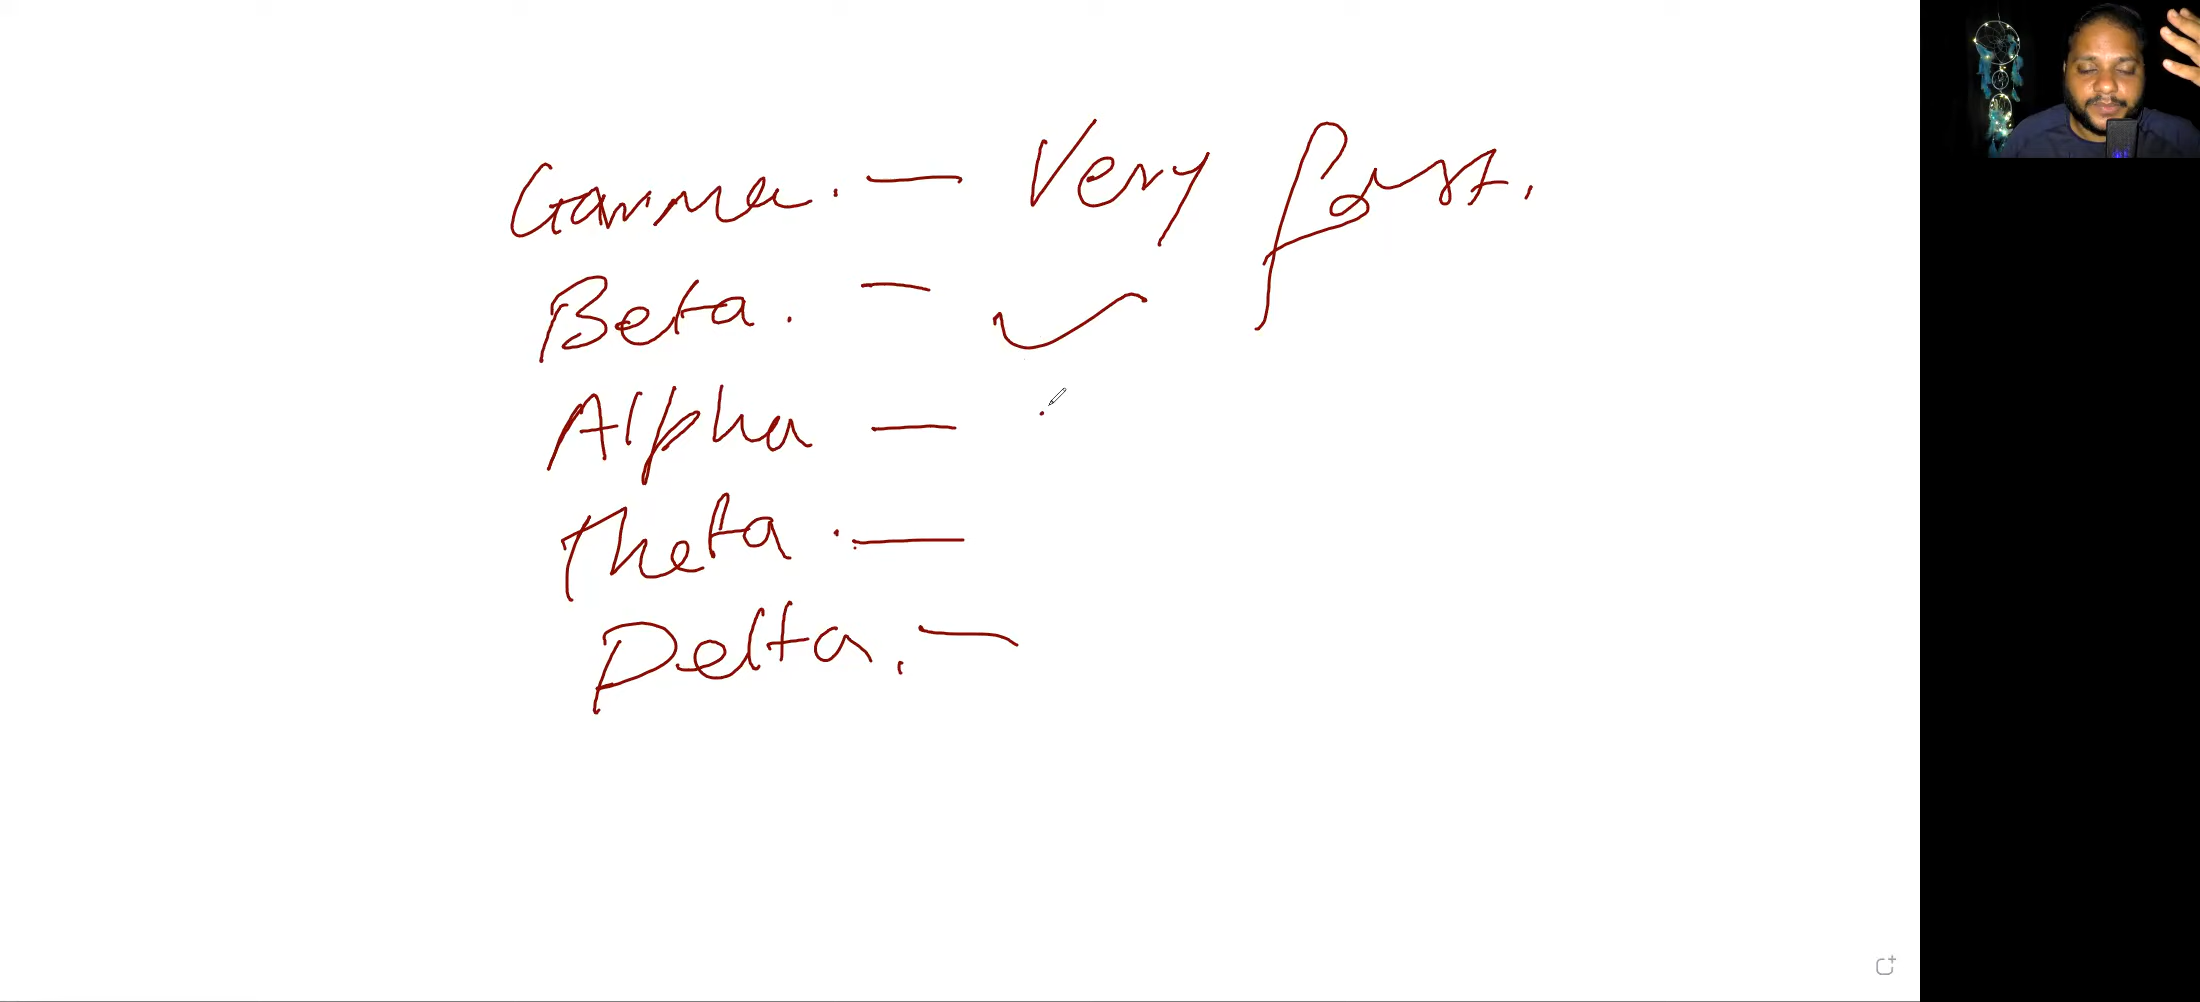 Gamma. — Very fast.
Beta. — ✓
Alpha —
Theta. —
Delta. —